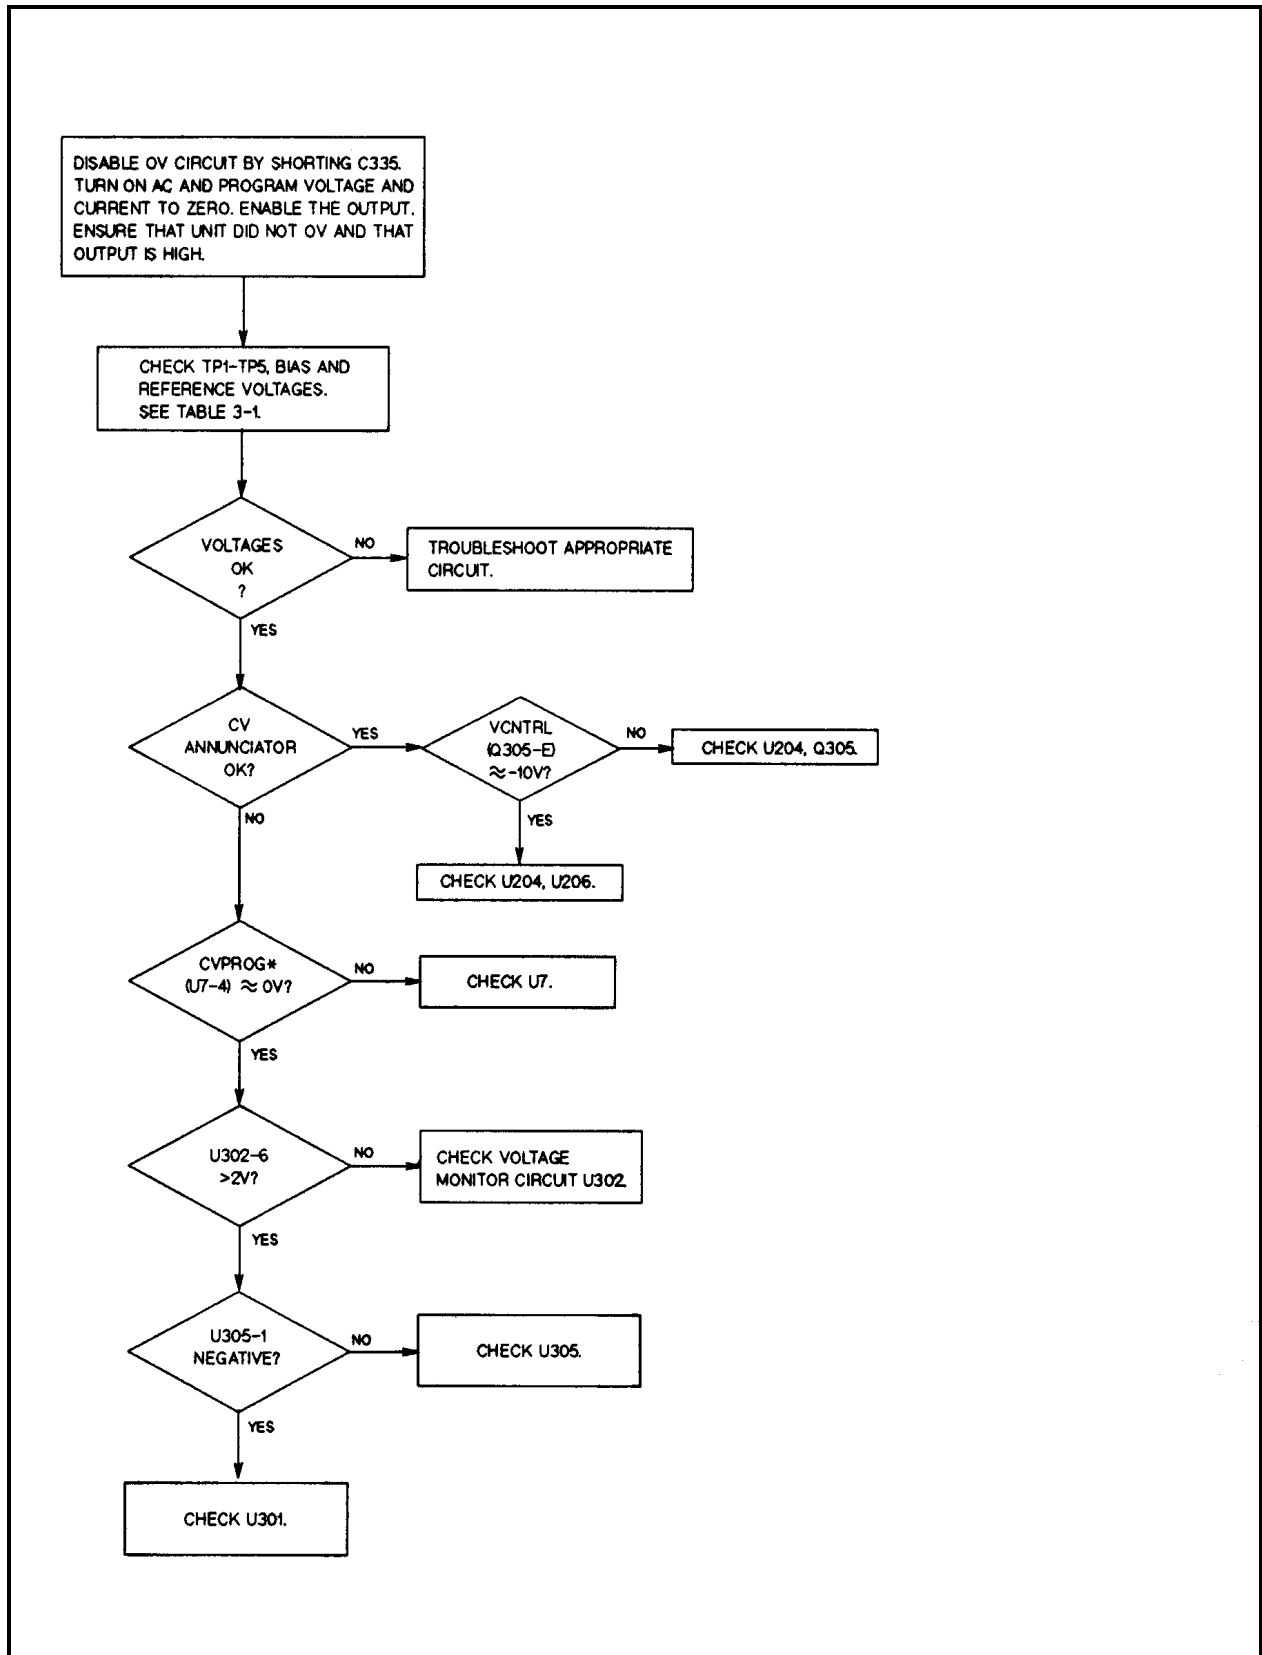 DISABLE OV CIRCUIT BY SHORTING C335.
TURN ON AC AND PROGRAM VOLTAGE AND
CURRENT TO ZERO. ENABLE THE OUTPUT.
ENSURE THAT UNIT DID NOT OV AND THAT
OUTPUT IS HIGH.
CHECK TP1-TP5, BIAS AND
REFERENCE VOLTAGES.
SEE TABLE 3-1.
VOLTAGES
OK
?
NO
TROUBLESHOOT APPROPRIATE
CIRCUIT.
YES
CV
ANNUNCIATOR
OK?
YES
VCNTRL
(Q305-E)
≈-10V?
NO
CHECK U204, Q305.
YES
CHECK U204, U206.
NO
CVPROG*
(U7-4) ≈ 0V?
NO
CHECK U7.
YES
U302-6
>2V?
NO
CHECK VOLTAGE
MONITOR CIRCUIT U302.
YES
U305-1
NEGATIVE?
NO
CHECK U305.
YES
CHECK U301.